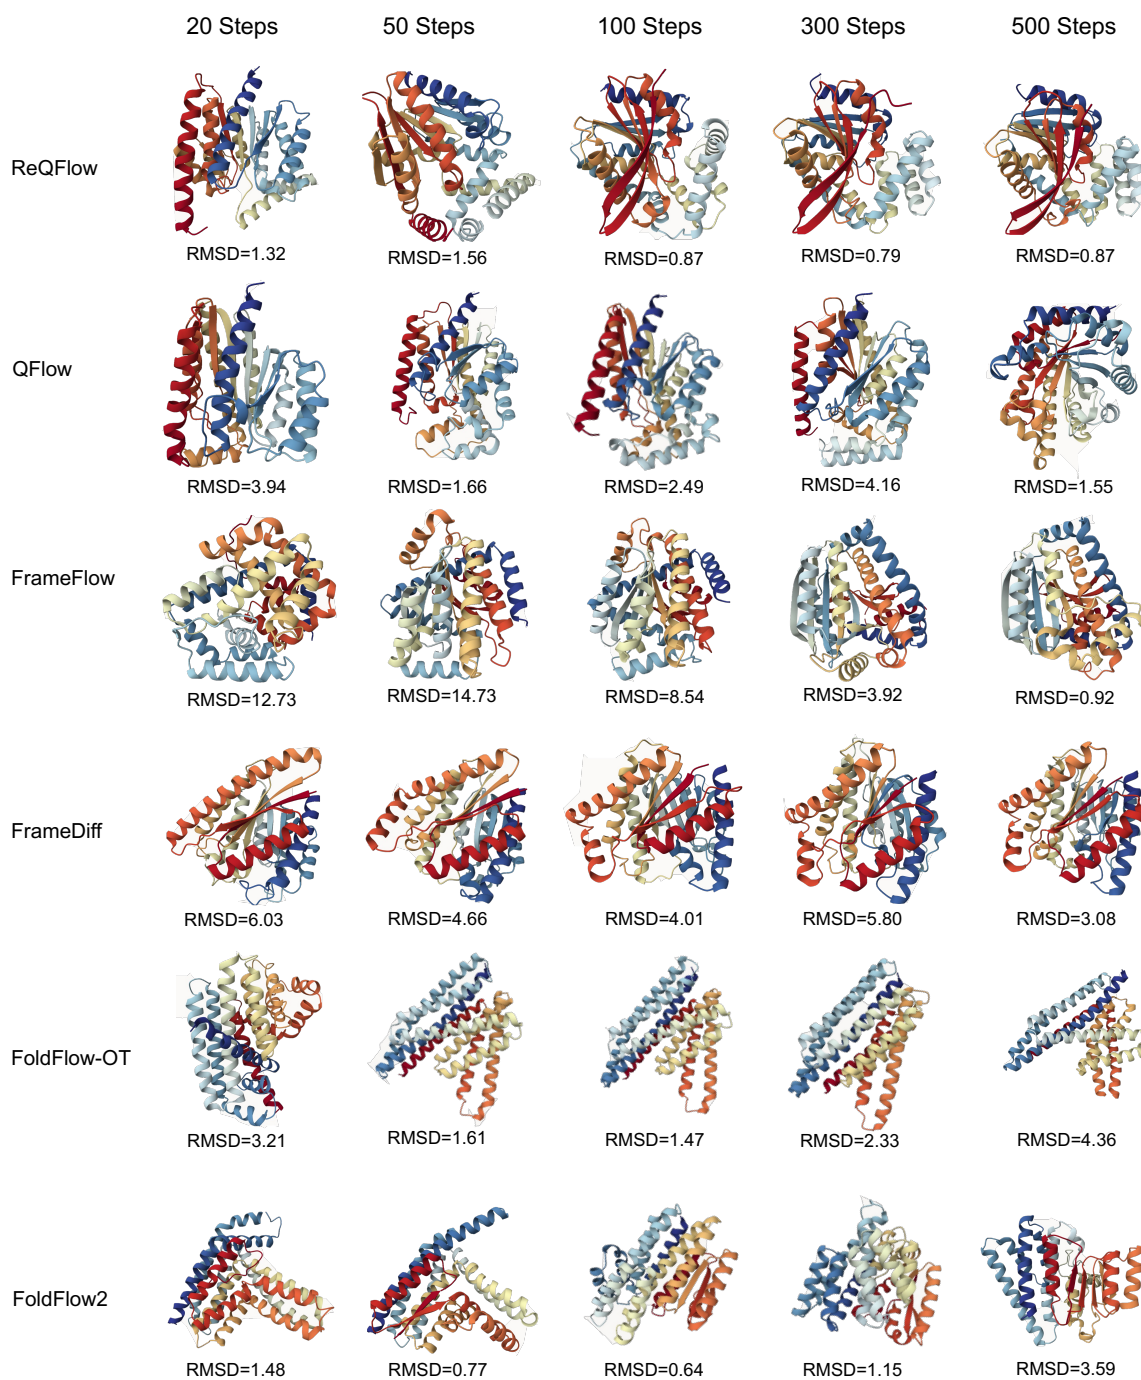 20 Steps 50 Steps 100 Steps 300 Steps 500 Steps
ReQFlow
RMSD=1.32 RMSD=1.56 RMSD=0.87 RMSD=0.79 RMSD=0.87
QFlow
RMSD=3.94 RMSD=1.66 RMSD=2.49 RMSD=4.16 RMSD=1.55
FrameFlow
RMSD=12.73 RMSD=14.73 RMSD=8.54 RMSD=3.92 RMSD=0.92
FrameDiff
RMSD=6.03 RMSD=4.66 RMSD=4.01 RMSD=5.80 RMSD=3.08
FoldFlow-OT
RMSD=3.21 RMSD=1.61 RMSD=1.47 RMSD=2.33 RMSD=4.36
FoldFlow2
RMSD=1.48 RMSD=0.77 RMSD=0.64 RMSD=1.15 RMSD=3.59